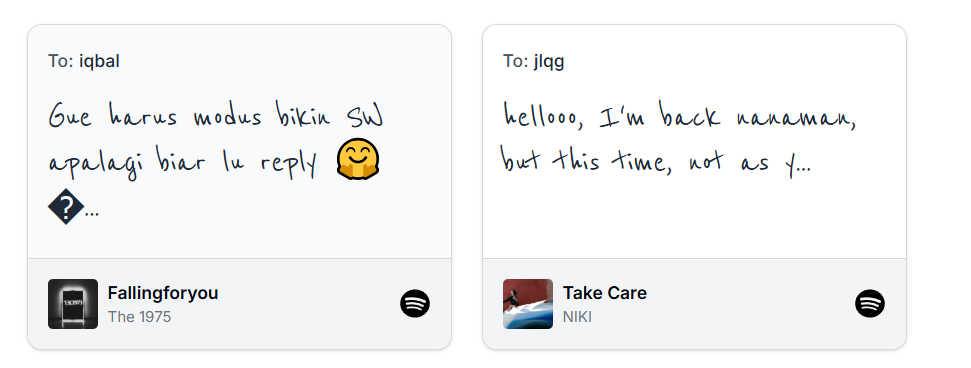 To: iqbal
Gue harus modus bikin SW
apalagi biar lu reply 🤗
�...
Fallingforyou
The 1975
To: jlqg
hellooo, I'm back nanaman,
but this time, not as y...
Take Care
NIKI